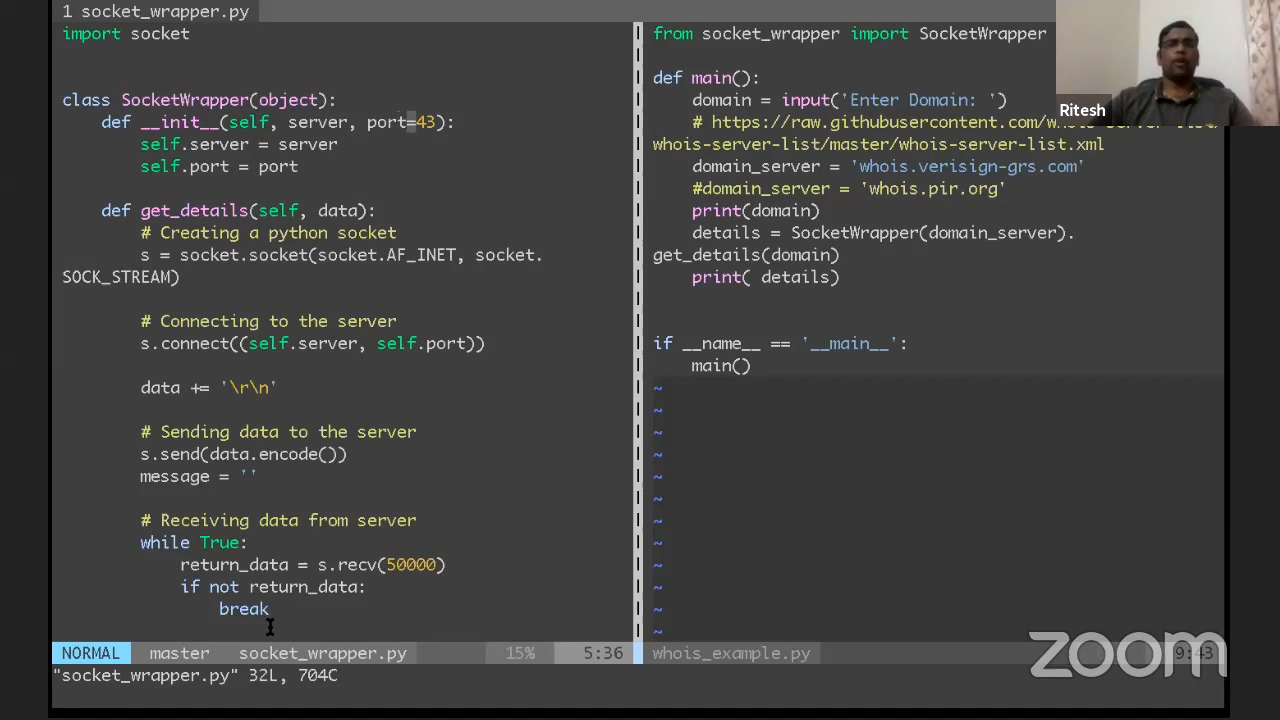 1 socket_wrapper.py
import socket
class SocketWrapper(object):
def __init__(self, server, port=43):
self.server = server
self.port = port
def get_details(self, data):
# Creating a python socket
s = socket.socket(socket.AF_INET, socket.
SOCK_STREAM)
# Connecting to the server
s.connect((self.server, self.port))
data += '\r\n'
# Sending data to the server
s.send(data.encode())
message = ''
# Receiving data from server
while True:
return_data = s.recv(50000)
if not return_data:
break
NORMAL master socket_wrapper.py 15% 5:36
"socket_wrapper.py" 32L, 704C
from socket_wrapper import SocketWrapper
def main():
domain = input('Enter Domain: ')
# https://raw.githubusercontent.com/
whois-server-list/master/whois-server-list.xml
domain_server = 'whois.verisign-grs.com'
#domain_server = 'whois.pir.org'
print(domain)
details = SocketWrapper(domain_server).
get_details(domain)
print( details)
if __name__ == '__main__':
main()
~
~
~
~
~
~
~
~
~
~
~
~
whois_example.py 9:43
Ritesh
zoom